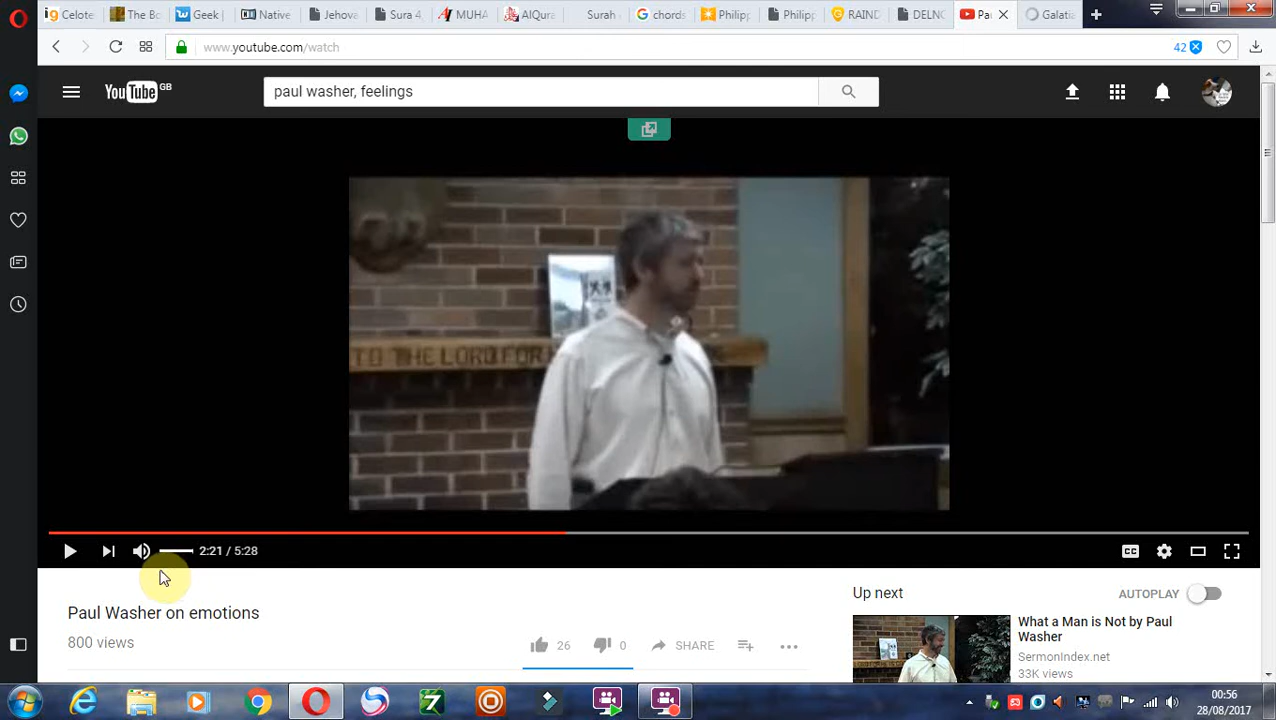 Celote
The Bo
Geek |
Native
Jehova
Sura 4
MUHA
AlQura
Surah
chords
Philipp
Philipp
RAIND
DELNO
Pau
Galatia
www.youtube.com/watch
42
YouTube GB
paul washer, feelings
TO THE LORD FOR
2:21 / 5:28
CC
Paul Washer on emotions
800 views
26
0
SHARE
Up next
AUTOPLAY
What a Man is Not by Paul
Washer
SermonIndex.net
33K views
00:56
28/08/2017